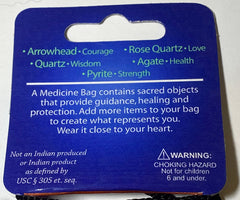 • Arrowhead • Courage • Rose Quartz • Love
• Quartz • Wisdom • Agate • Health
• Pyrite • Strength
A Medicine Bag contains sacred objects
that provide guidance, healing and
protection. Add more items to your bag
to create what represents you.
Wear it close to your heart.
Not an Indian produced
or Indian product
as defined by
USC § 305 et. seq.
⚠WARNING:
CHOKING HAZARD
Not for children
6 and under.